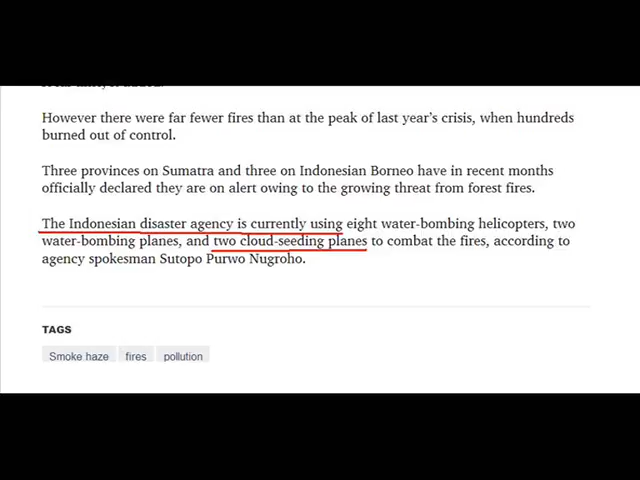 However there were far fewer fires than at the peak of last year's crisis, when hundreds
burned out of control.
Three provinces on Sumatra and three on Indonesian Borneo have in recent months
officially declared they are on alert owing to the growing threat from forest fires.
The Indonesian disaster agency is currently using eight water-bombing helicopters, two
water-bombing planes, and two cloud-seeding planes to combat the fires, according to
agency spokesman Sutopo Purwo Nugroho.
TAGS
Smoke haze fires pollution